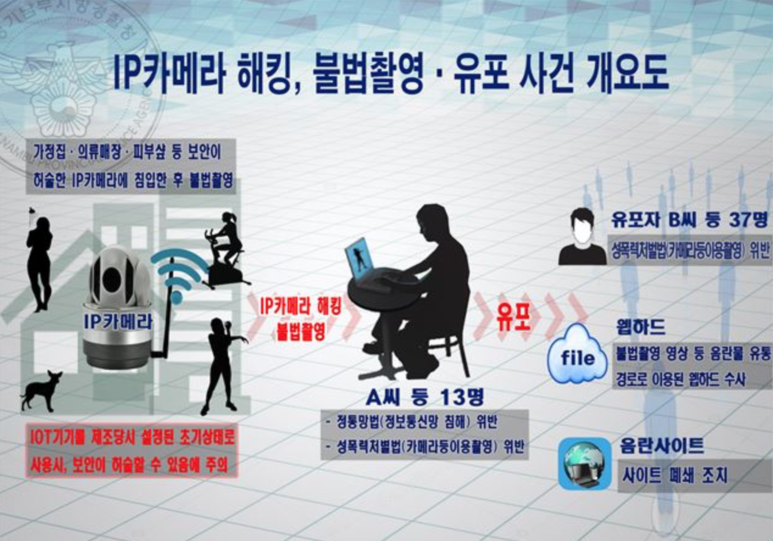 IP카메라 해킹, 불법촬영 · 유포 사건 개요도
가정집 · 의류매장 · 피부샾 등 보안이
허술한 IP카메라에 침입한 후 불법촬영
IP카메라
IP카메라 해킹
불법촬영
유포
유포자 B씨 등 37명
성폭력처벌법(카메라등이용촬영) 위반
웹하드
file
불법촬영 영상 등 음란물 유통
경로로 이용된 웹하드 수사
A씨 등 13명
- 정통망법(정보통신망 침해) 위반
- 성폭력처벌법(카메라등이용촬영) 위반
IOT기기를 제조당시 설정된 초기상태로
사용시, 보안이 허술할 수 있음에 주의
음란사이트
사이트 폐쇄 조치